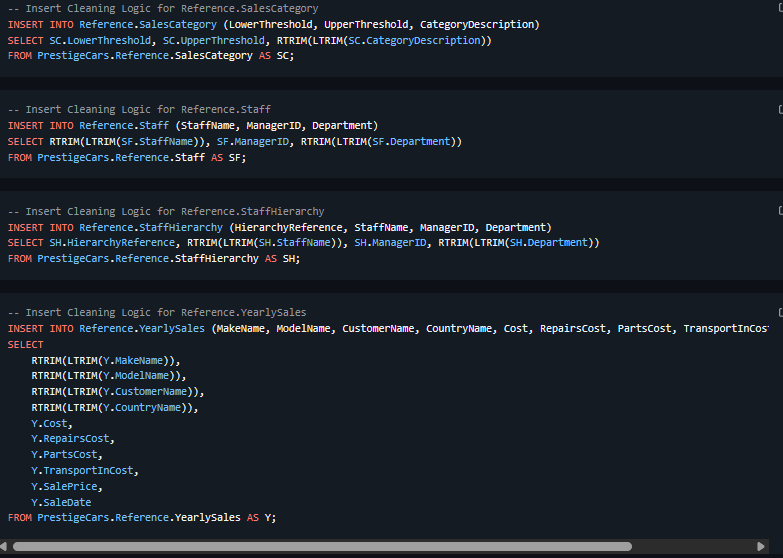 -- Insert Cleaning Logic for Reference.SalesCategory
INSERT INTO Reference.SalesCategory (LowerThreshold, UpperThreshold, CategoryDescription)
SELECT SC.LowerThreshold, SC.UpperThreshold, RTRIM(LTRIM(SC.CategoryDescription))
FROM PrestigeCars.Reference.SalesCategory AS SC;
-- Insert Cleaning Logic for Reference.Staff
INSERT INTO Reference.Staff (StaffName, ManagerID, Department)
SELECT RTRIM(LTRIM(SF.StaffName)), SF.ManagerID, RTRIM(LTRIM(SF.Department))
FROM PrestigeCars.Reference.Staff AS SF;
-- Insert Cleaning Logic for Reference.StaffHierarchy
INSERT INTO Reference.StaffHierarchy (HierarchyReference, StaffName, ManagerID, Department)
SELECT SH.HierarchyReference, RTRIM(LTRIM(SH.StaffName)), SH.ManagerID, RTRIM(LTRIM(SH.Department))
FROM PrestigeCars.Reference.StaffHierarchy AS SH;
-- Insert Cleaning Logic for Reference.YearlySales
INSERT INTO Reference.YearlySales (MakeName, ModelName, CustomerName, CountryName, Cost, RepairsCost, PartsCost, TransportInCos
SELECT
RTRIM(LTRIM(Y.MakeName)),
RTRIM(LTRIM(Y.ModelName)),
RTRIM(LTRIM(Y.CustomerName)),
RTRIM(LTRIM(Y.CountryName)),
Y.Cost,
Y.RepairsCost,
Y.PartsCost,
Y.TransportInCost,
Y.SalePrice,
Y.SaleDate
FROM PrestigeCars.Reference.YearlySales AS Y;